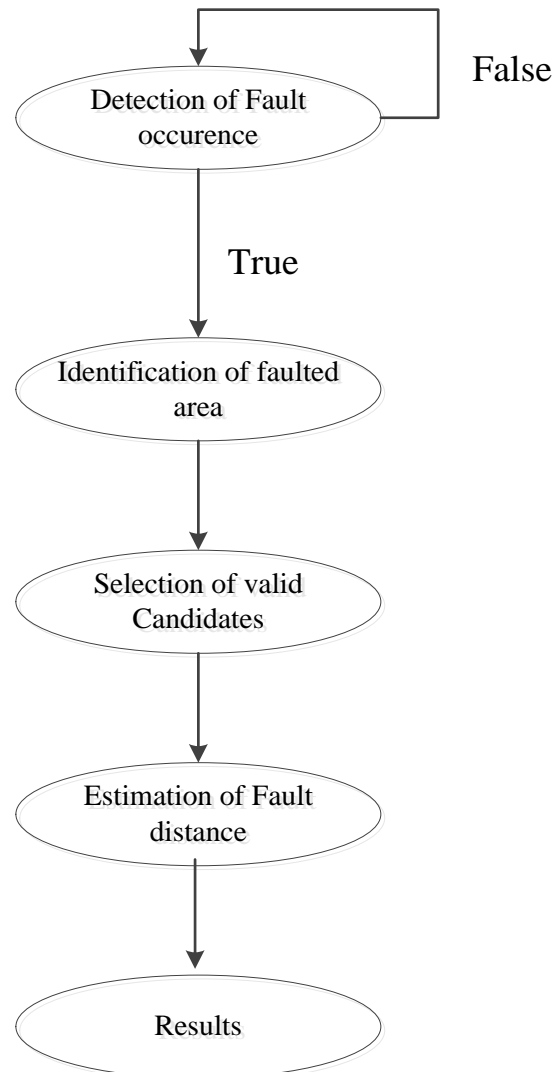 Detection of Fault
occurence
False
True
Identification of faulted
area
Selection of valid
Candidates
Estimation of Fault
distance
Results